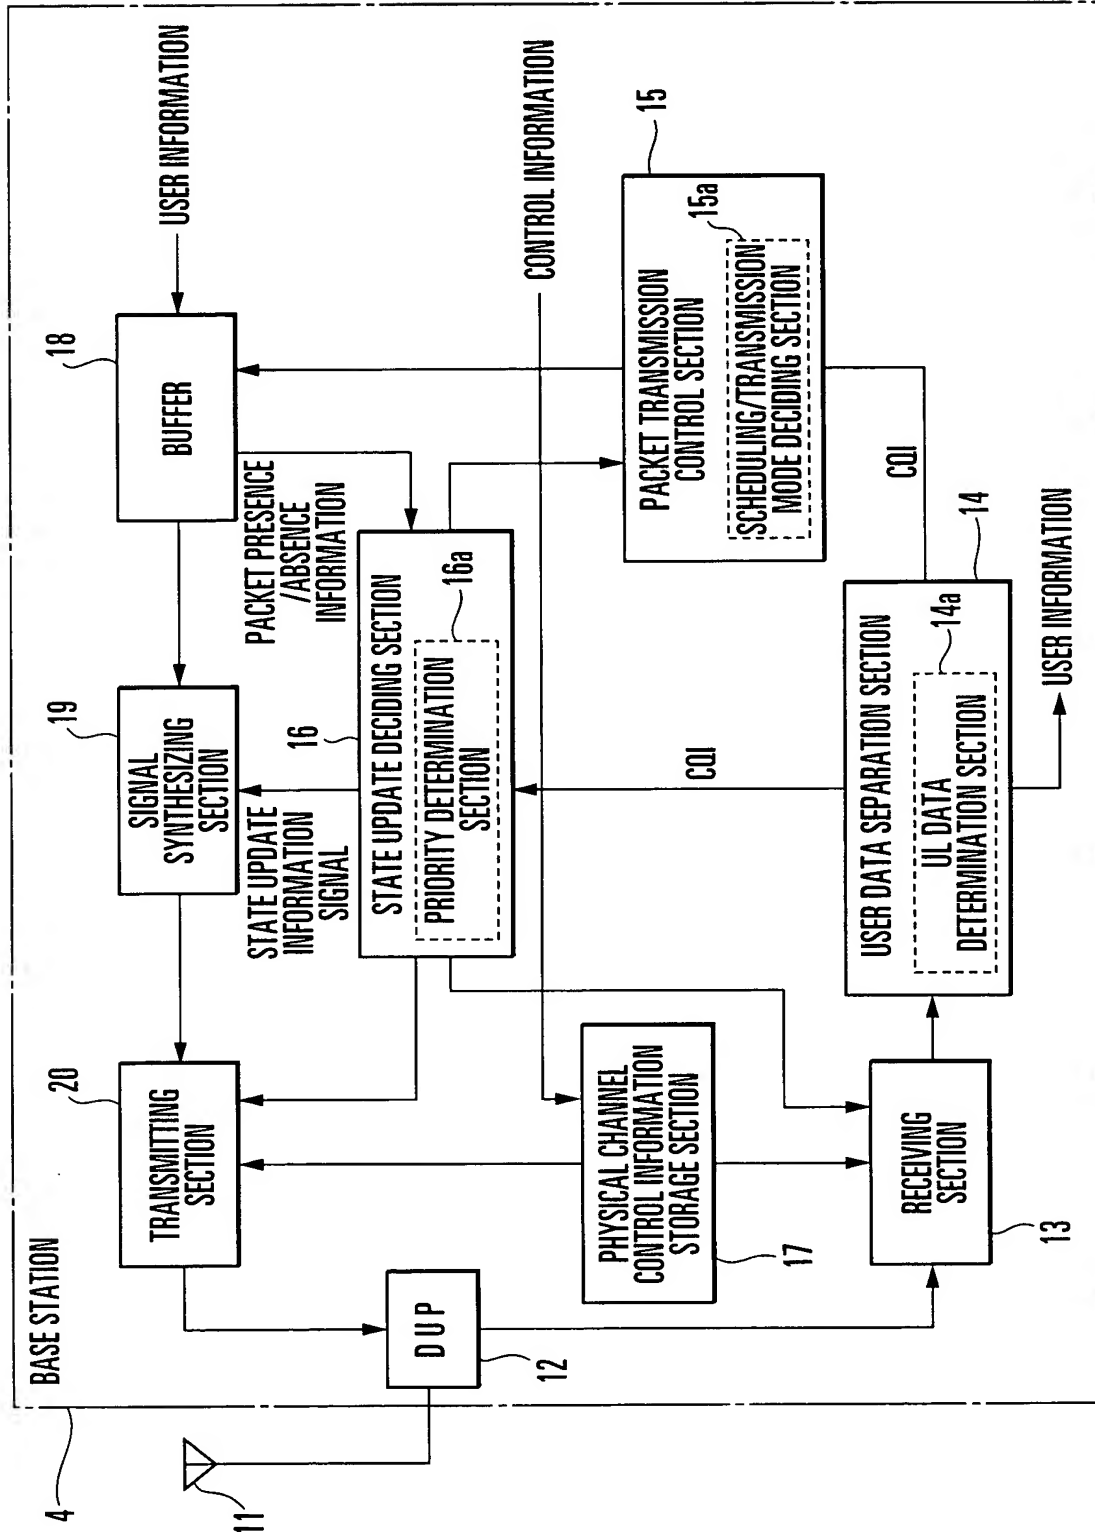 BASE STATION
4
11
DUP
12
TRANSMITTING
SECTION
20
SIGNAL
SYNTHESIZING
SECTION
19
BUFFER
18
USER INFORMATION
PACKET PRESENCE
/ABSENCE
INFORMATION
STATE UPDATE
INFORMATION
SIGNAL
16
STATE UPDATE DECIDING SECTION
PRIORITY DETERMINATION
SECTION
16a
CONTROL INFORMATION
PHYSICAL CHANNEL
CONTROL INFORMATION
STORAGE SECTION
17
15
PACKET TRANSMISSION
CONTROL SECTION
15a
SCHEDULING/TRANSMISSION
MODE DECIDING SECTION
CQI
CQI
RECEIVING
SECTION
13
USER DATA SEPARATION SECTION
14
UL DATA
DETERMINATION SECTION
14a
USER INFORMATION